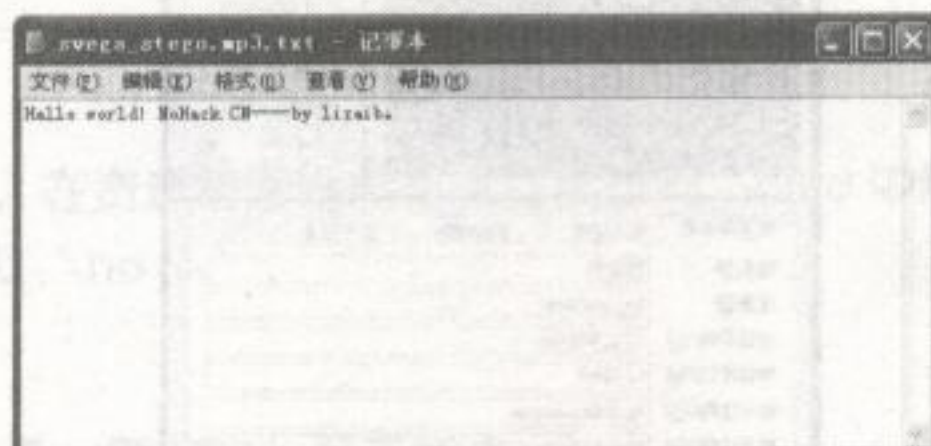 svega_stego.mp3.txt - 记事本
文件(F) 编辑(E) 格式(O) 查看(V) 帮助(H)
Hello world! NoHack.CN----by